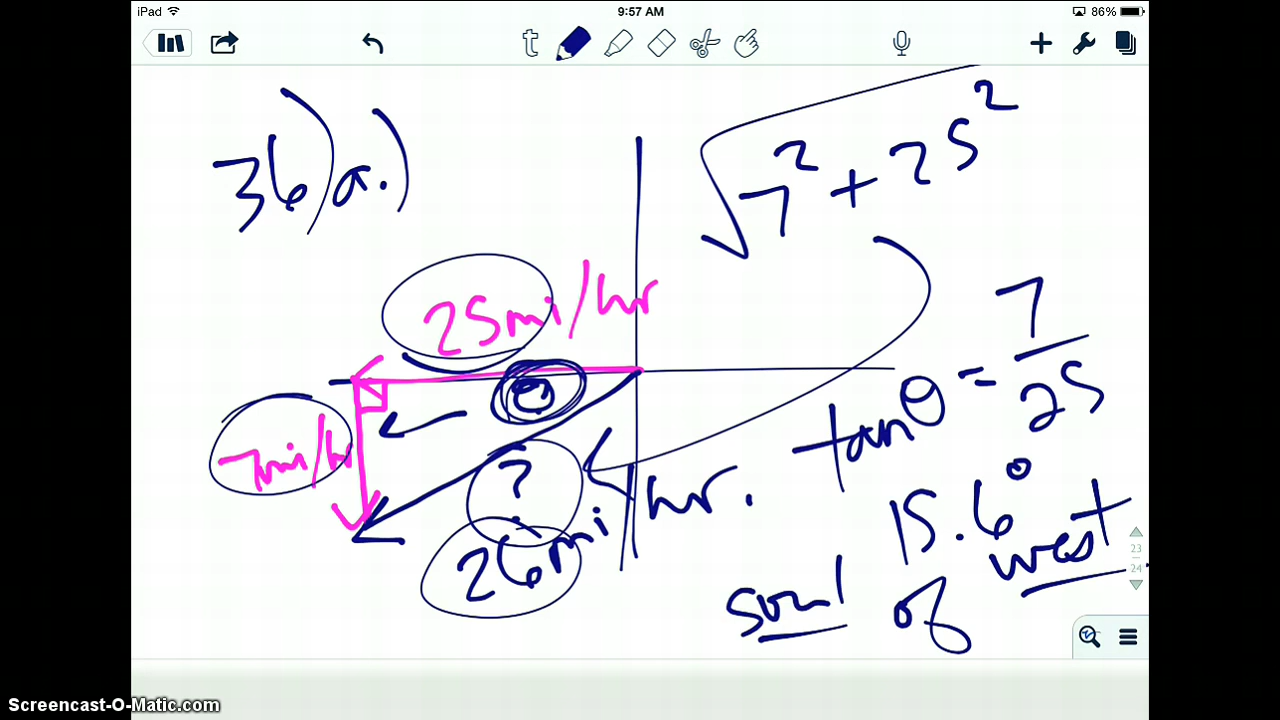 iPad
9:57 AM
86%
t
36) a.)
√7² + 25²
25mi/hr
7mi/hr
θ
?
26mi/hr.
tanθ = 7/25
15.6°
of west
23
24
Screencast-O-Matic.com